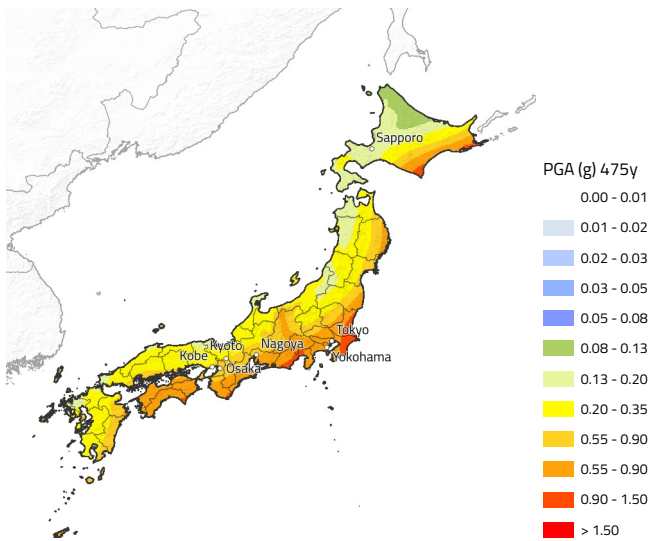 Sapporo
Tokyo
Nagoya
Kyoto
Yokohama
Kobe
Osaka
PGA (g) 475y
0.00 - 0.01
0.01 - 0.02
0.02 - 0.03
0.03 - 0.05
0.05 - 0.08
0.08 - 0.13
0.13 - 0.20
0.20 - 0.35
0.55 - 0.90
0.55 - 0.90
0.90 - 1.50
> 1.50